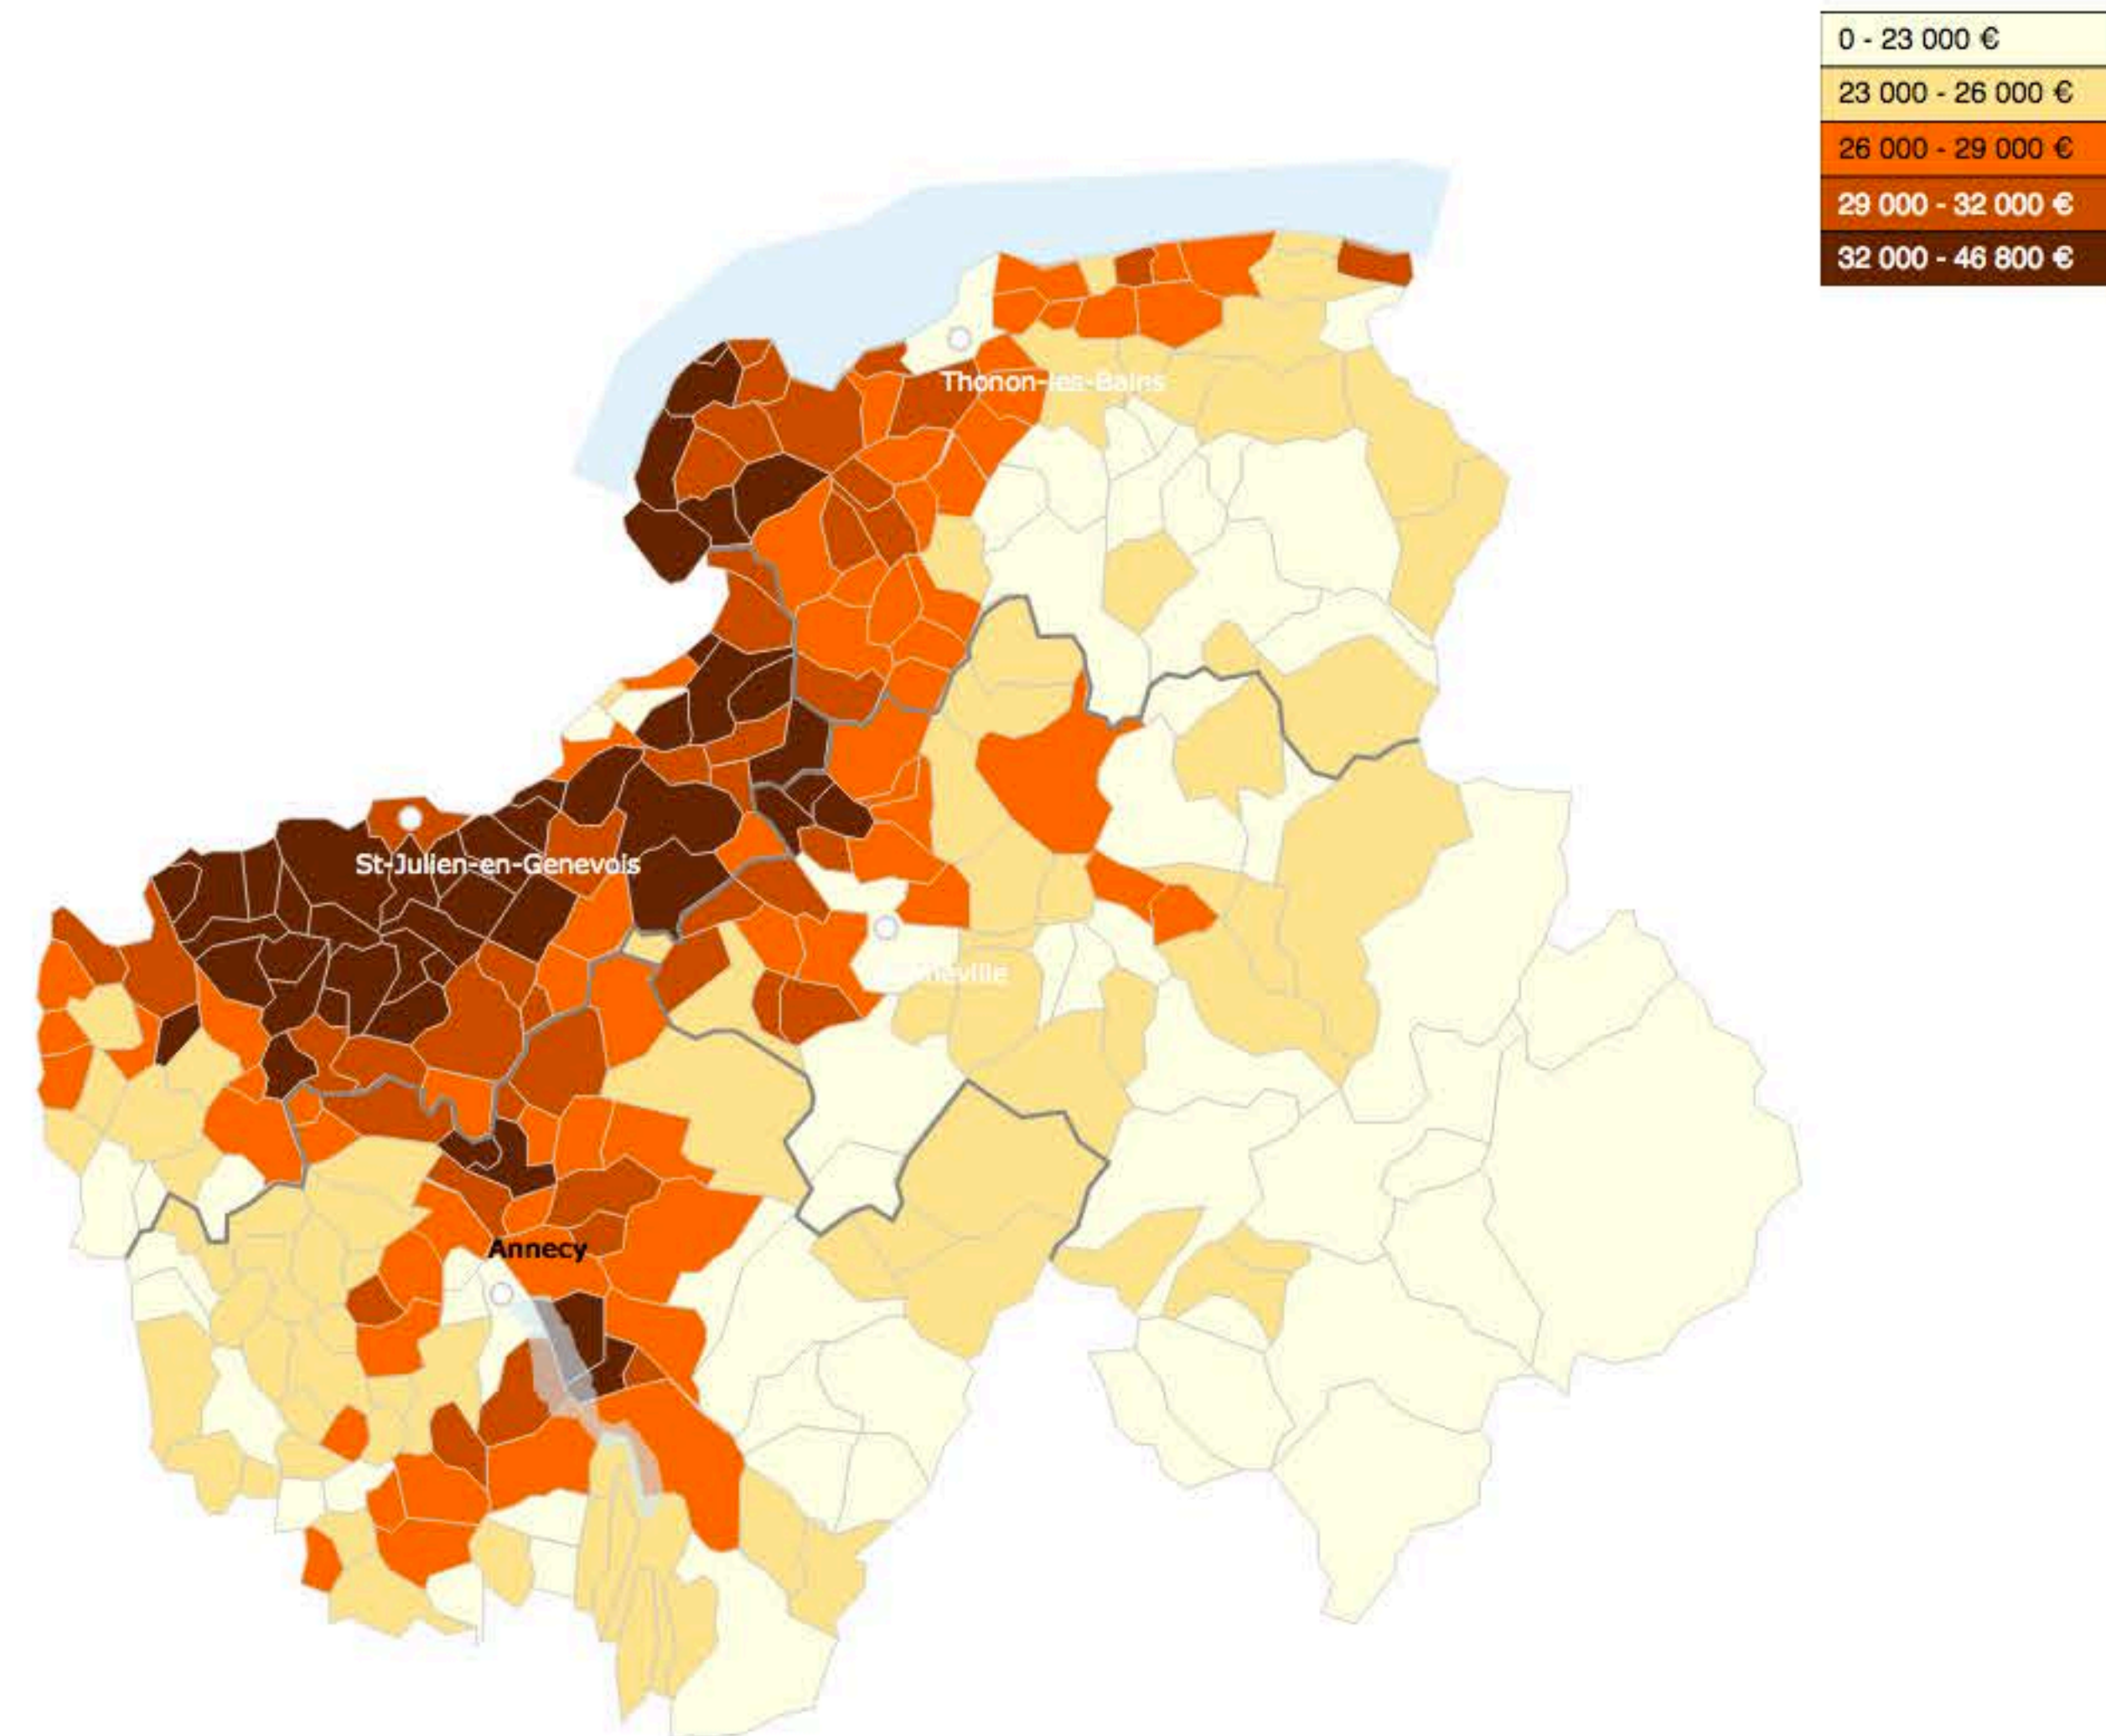 0 - 23 000 €
23 000 - 26 000 €
26 000 - 29 000 €
29 000 - 32 000 €
32 000 - 46 800 €
Thonon-les-Bains
St-Julien-en-Genevois
Annecy